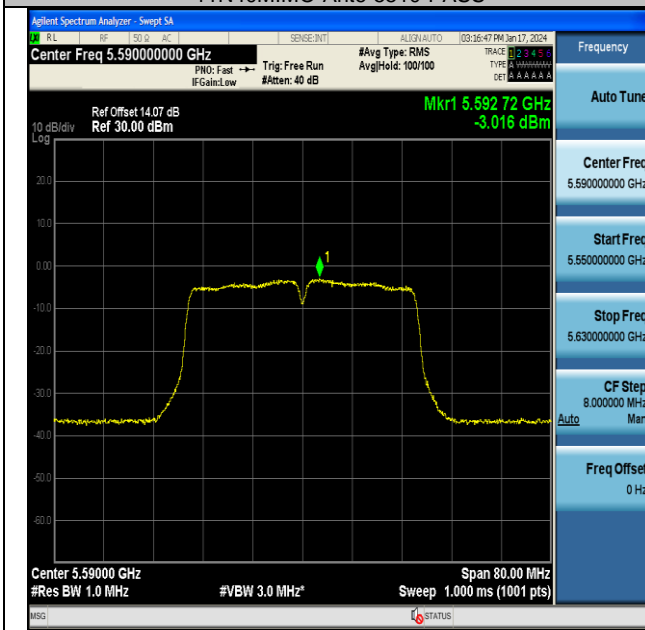 Agilent Spectrum Analyzer - Swept SA
RL RF 50 Ω AC SENSE:INT ALIGN AUTO 03:16:47 PM Jan 17, 2024
Center Freq 5.590000000 GHz
PNO: Fast
IFGain:Low
Trig: Free Run
#Atten: 40 dB
#Avg Type: RMS
Avg|Hold: 100/100
TRACE 1 2 3 4 5 6
TYPE A
DET A A A A A A
Frequency
Mkr1 5.592 72 GHz
-3.016 dBm
Ref Offset 14.07 dB
10 dB/div Ref 30.00 dBm
Log
20.0
10.0
0.00
-10.0
-20.0
-30.0
-40.0
-50.0
-60.0
1
Center 5.59000 GHz Span 80.00 MHz
#Res BW 1.0 MHz #VBW 3.0 MHz* Sweep 1.000 ms (1001 pts)
MSG STATUS
Auto Tune
Center Freq
5.590000000 GHz
Start Freq
5.550000000 GHz
Stop Freq
5.630000000 GHz
CF Step
8.000000 MHz
Auto Man
Freq Offset
0 Hz